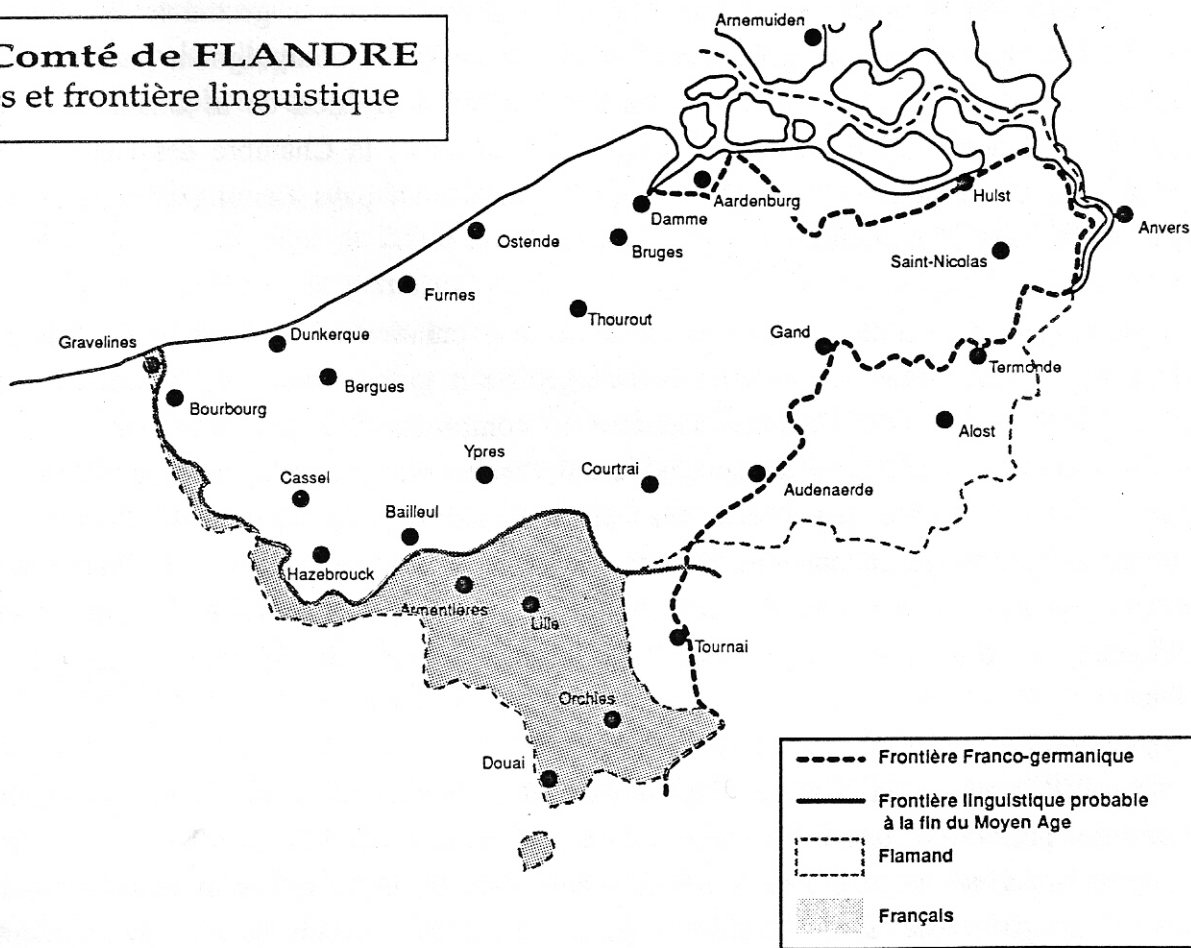 Comté de FLANDRE
es et frontière linguistique
Arnemuiden
Aardenburg
Damme
Hulst
Anvers
Ostende
Bruges
Saint-Nicolas
Furnes
Thourout
Gand
Dunkerque
Gravelines
Termonde
Bergues
Bourbourg
Alost
Ypres
Courtrai
Cassel
Audenaerde
Bailleul
Hazebrouck
Armentières
Lille
Tournai
Orchies
Douai
Frontière Franco-germanique
Frontière linguistique probable
à la fin du Moyen Age
Flamand
Français